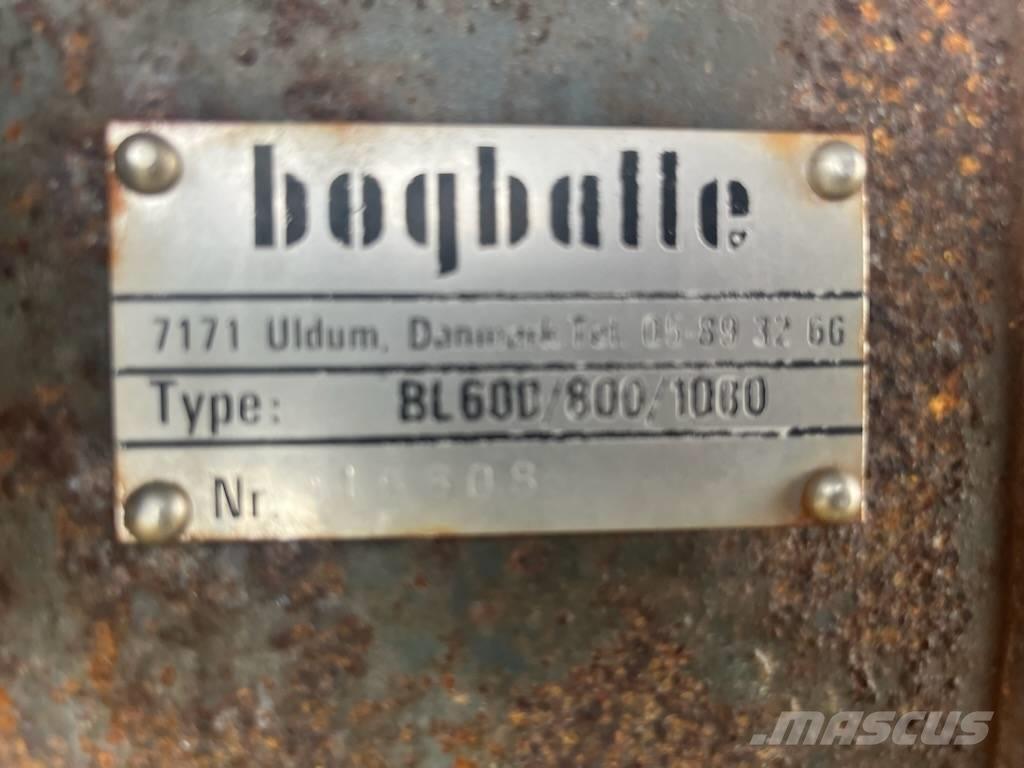 bogballe
7171 Uldum, Danmark Tel. 05-89 32 66
Type: BL600/800/1000
Nr.
MASCUS